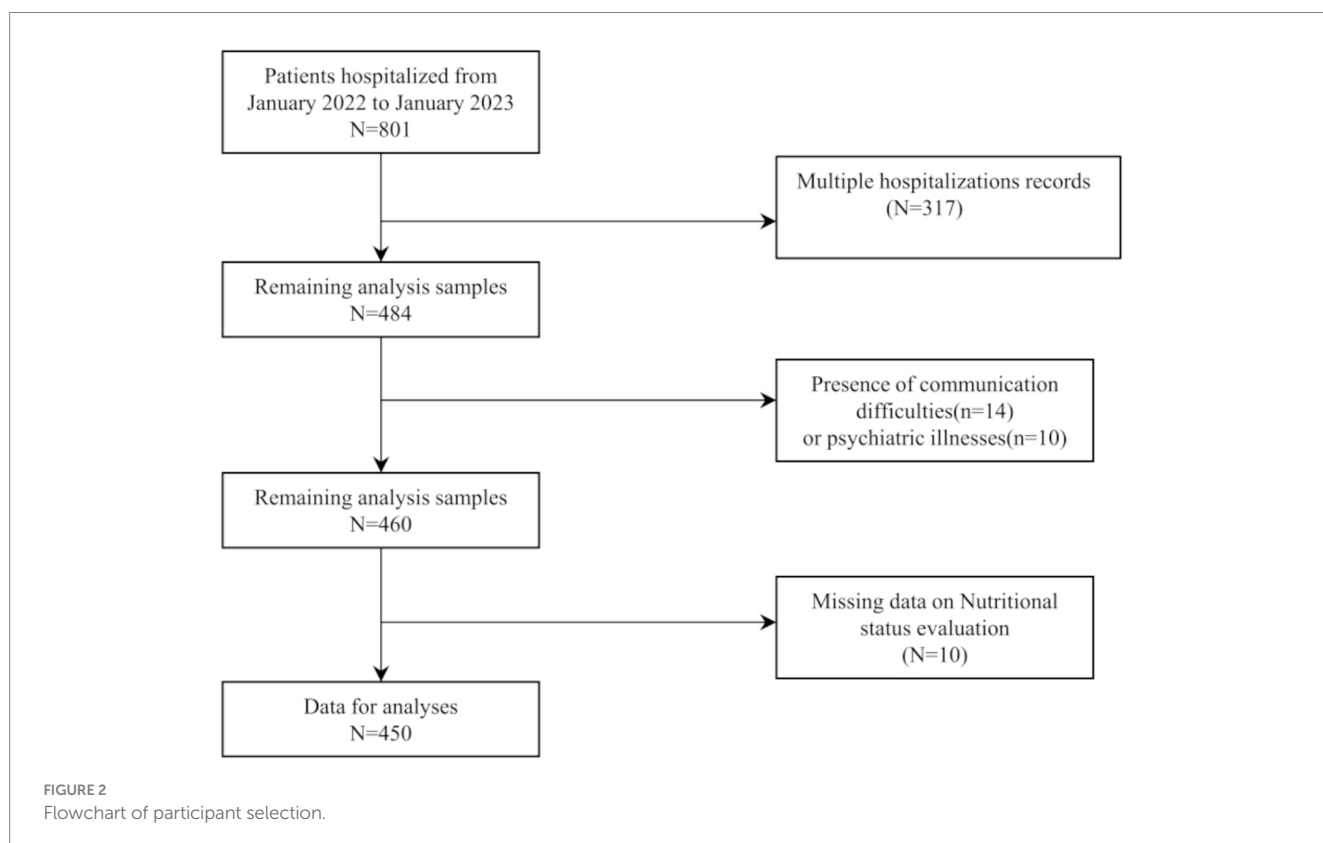 Patients hospitalized from
January 2022 to January 2023
N=801
Multiple hospitalizations records
(N=317)
Remaining analysis samples
N=484
Presence of communication
difficulties(n=14)
or psychiatric illnesses(n=10)
Remaining analysis samples
N=460
Missing data on Nutritional
status evaluation
(N=10)
Data for analyses
N=450
FIGURE 2
Flowchart of participant selection.